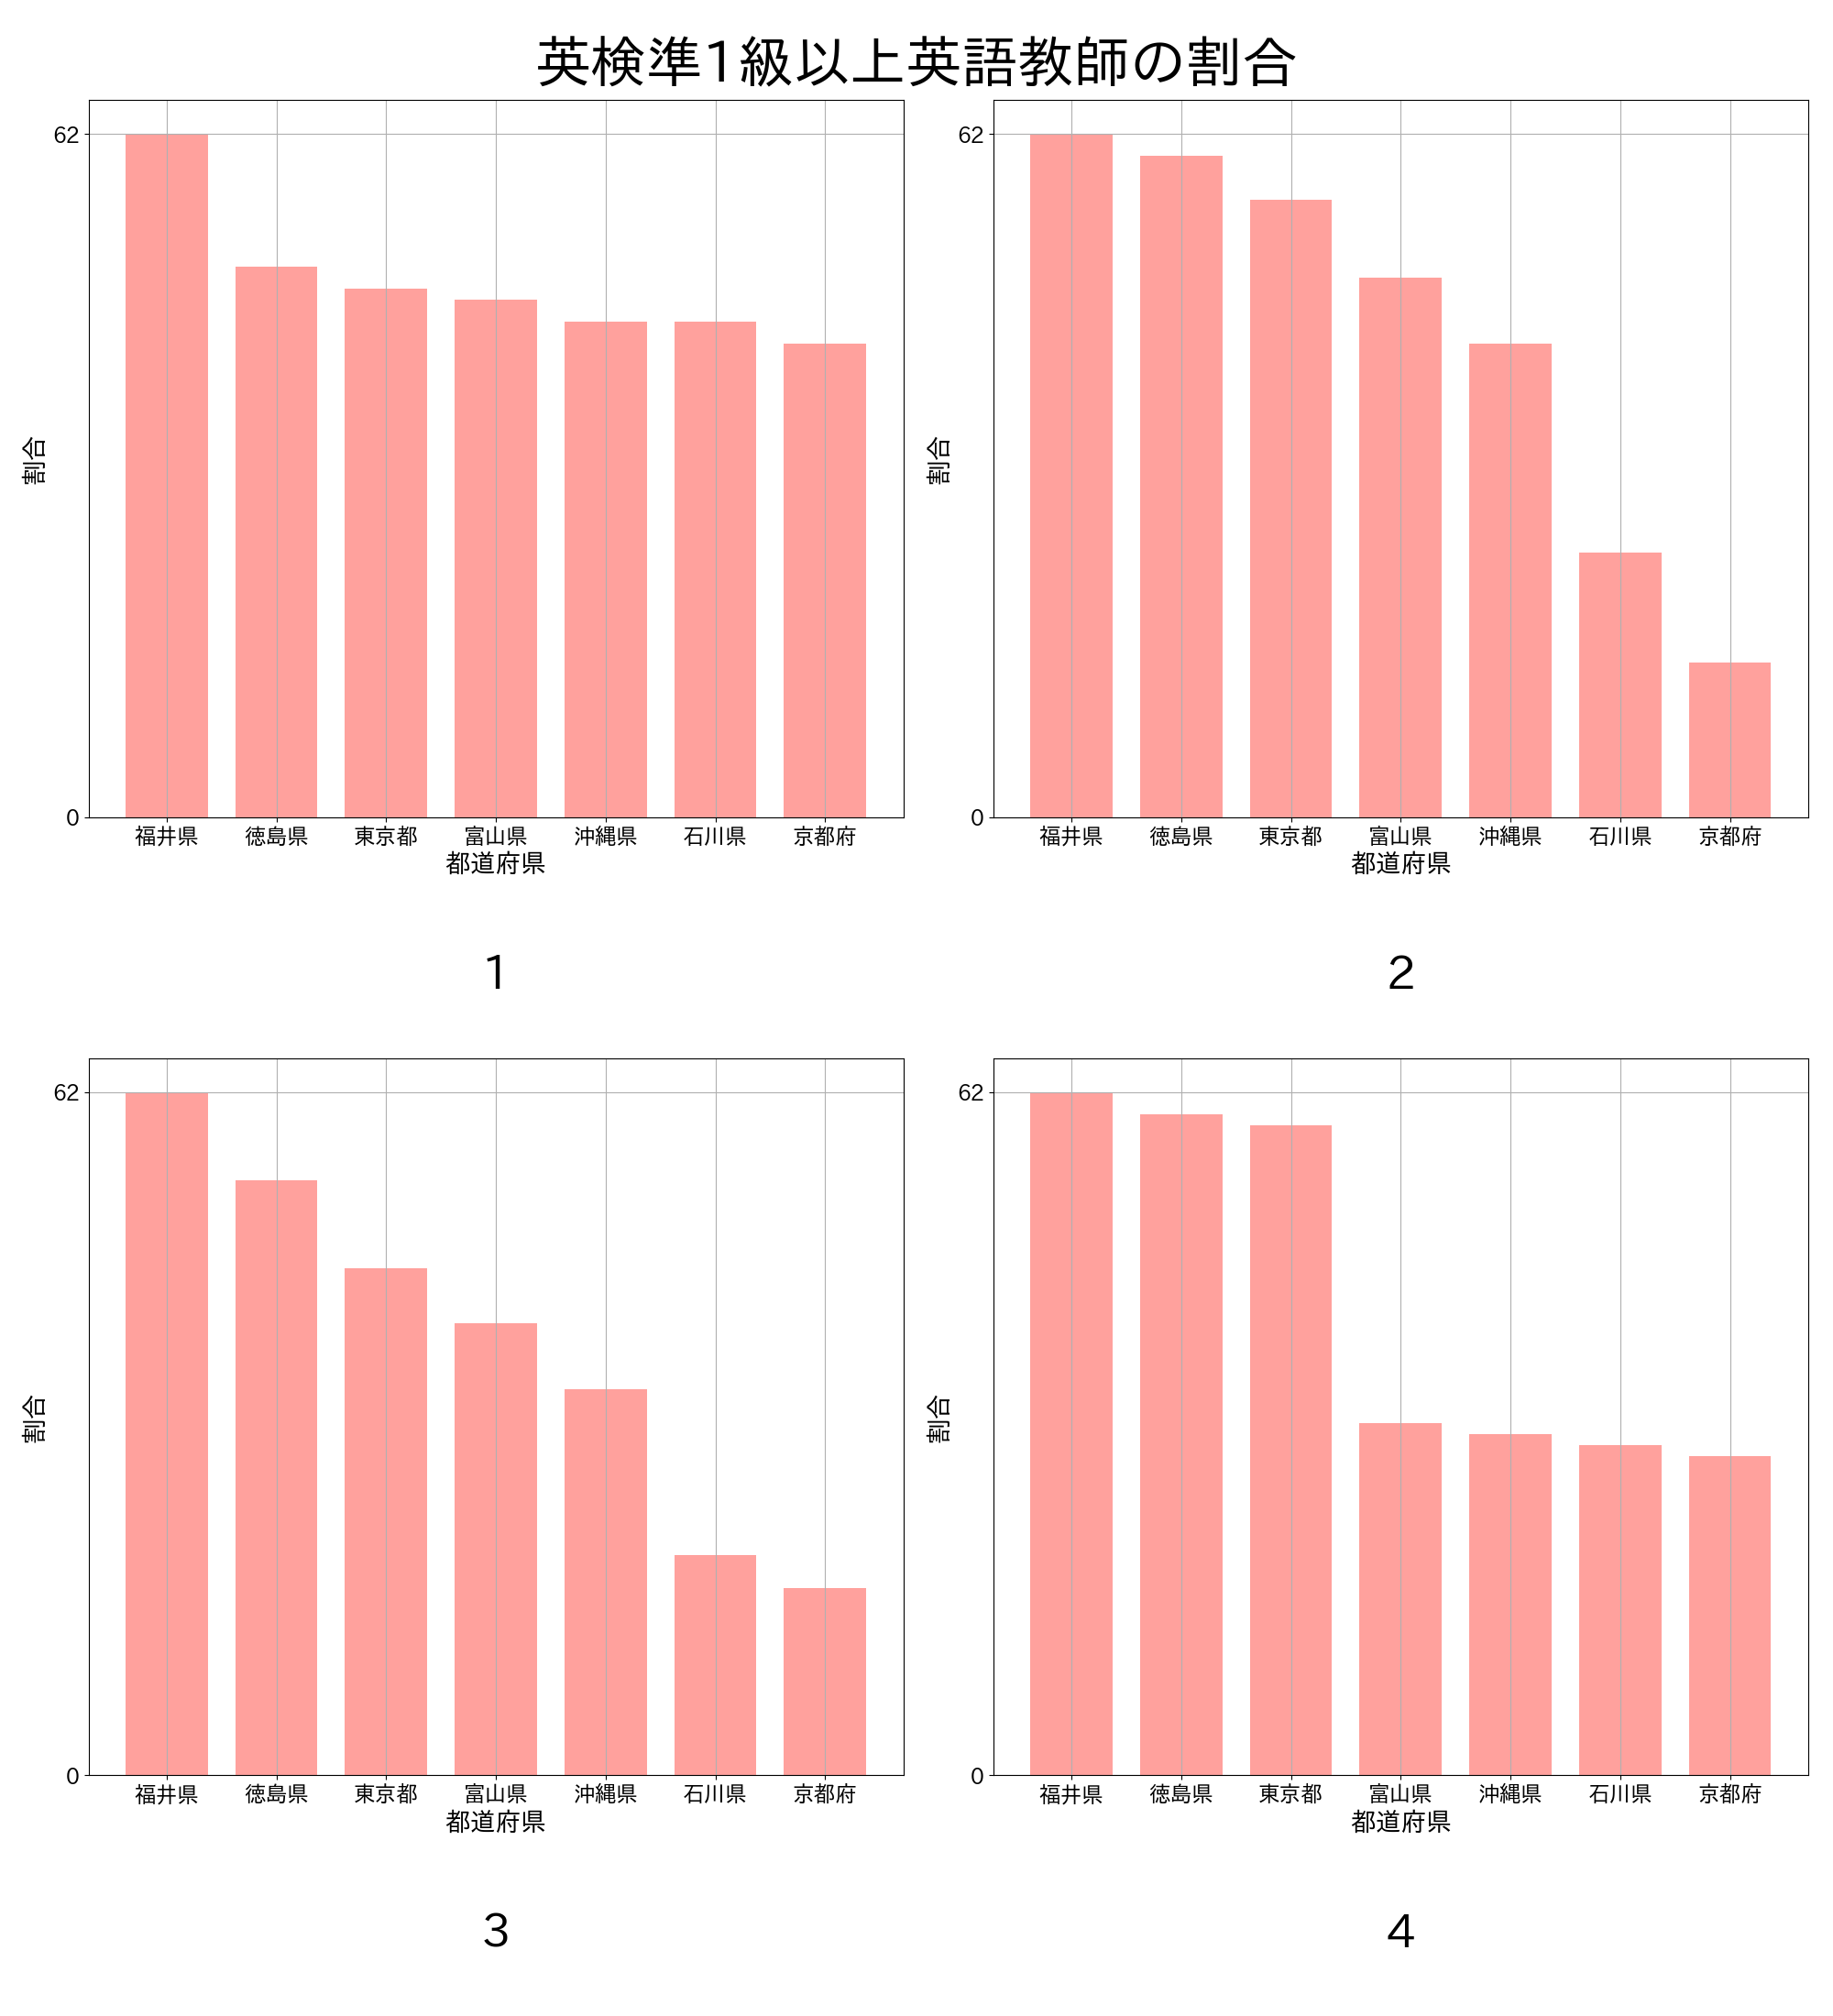 英検準1級以上英語教師の割合
62
割合
0
福井県 徳島県 東京都 富山県 沖縄県 石川県 京都府
都道府県
1
62
割合
0
福井県 徳島県 東京都 富山県 沖縄県 石川県 京都府
都道府県
2
62
割合
0
福井県 徳島県 東京都 富山県 沖縄県 石川県 京都府
都道府県
3
62
割合
0
福井県 徳島県 東京都 富山県 沖縄県 石川県 京都府
都道府県
4